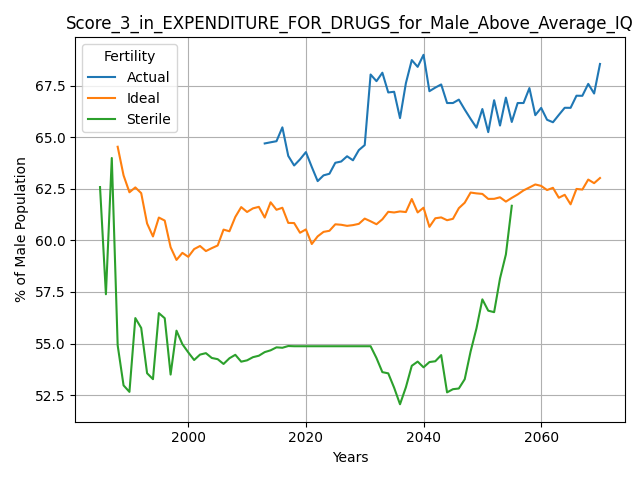 Score_3_in_EXPENDITURE_FOR_DRUGS_for_Male_Above_Average_IQ
Fertility
Actual
Ideal
Sterile
% of Male Population
67.5
65.0
62.5
60.0
57.5
55.0
52.5
2000
2020
2040
2060
Years